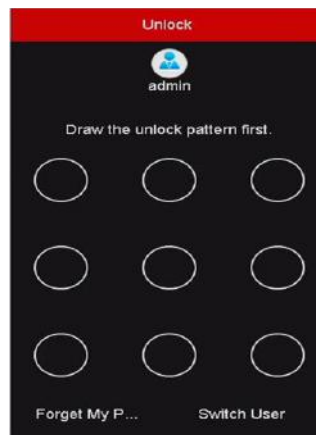 Unlock
admin
Draw the unlock pattern first.
Forget My P...
Switch User